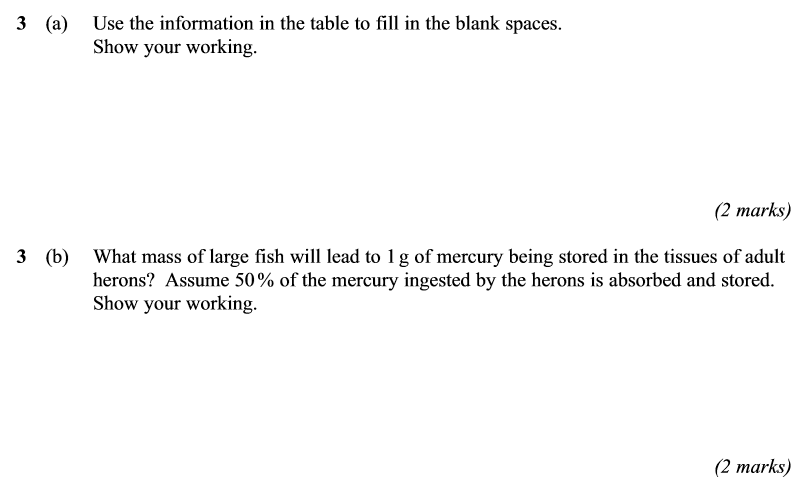 3 (a) Use the information in the table to fill in the blank spaces.
Show your working.
(2 marks)
3 (b) What mass of large fish will lead to 1 g of mercury being stored in the tissues of adult
herons? Assume 50% of the mercury ingested by the herons is absorbed and stored.
Show your working.
(2 marks)